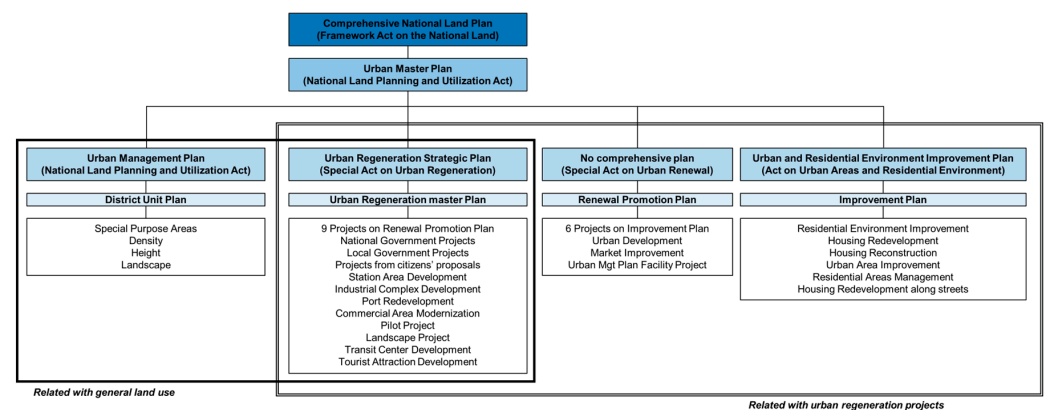 Comprehensive National Land Plan
(Framework Act on the National Land)
Urban Master Plan
(National Land Planning and Utilization Act)
Urban Management Plan
(National Land Planning and Utilization Act)
District Unit Plan
Special Purpose Areas
Density
Height
Landscape
Urban Regeneration Strategic Plan
(Special Act on Urban Regeneration)
Urban Regeneration master Plan
9 Projects on Renewal Promotion Plan
National Government Projects
Local Government Projects
Projects from citizens' proposals
Station Area Development
Industrial Complex Development
Port Redevelopment
Commercial Area Modernization
Pilot Project
Landscape Project
Transit Center Development
Tourist Attraction Development
No comprehensive plan
(Special Act on Urban Renewal)
Renewal Promotion Plan
6 Projects on Improvement Plan
Urban Development
Market Improvement
Urban Mgt Plan Facility Project
Urban and Residential Environment Improvement Plan
(Act on Urban Areas and Residential Environment)
Improvement Plan
Residential Environment Improvement
Housing Redevelopment
Housing Reconstruction
Urban Area Improvement
Residential Areas Management
Housing Redevelopment along streets
Related with general land use
Related with urban regeneration projects